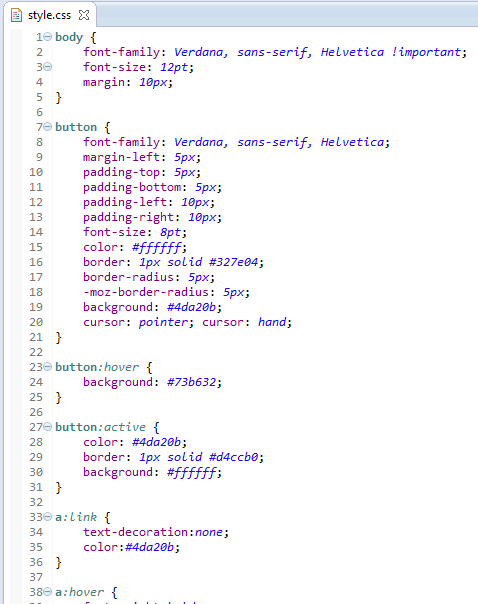 style.css
1 body {
2 font-family: Verdana, sans-serif, Helvetica !important;
3 font-size: 12pt;
4 margin: 10px;
5 }
6
7 button {
8 font-family: Verdana, sans-serif, Helvetica;
9 margin-left: 5px;
10 padding-top: 5px;
11 padding-bottom: 5px;
12 padding-left: 10px;
13 padding-right: 10px;
14 font-size: 8pt;
15 color: #ffffff;
16 border: 1px solid #327e04;
17 border-radius: 5px;
18 -moz-border-radius: 5px;
19 background: #4da20b;
20 cursor: pointer; cursor: hand;
21 }
22
23 button:hover {
24 background: #73b632;
25 }
26
27 button:active {
28 color: #4da20b;
29 border: 1px solid #d4ccb0;
30 background: #ffffff;
31 }
32
33 a:link {
34 text-decoration:none;
35 color:#4da20b;
36 }
37
38 a:hover {